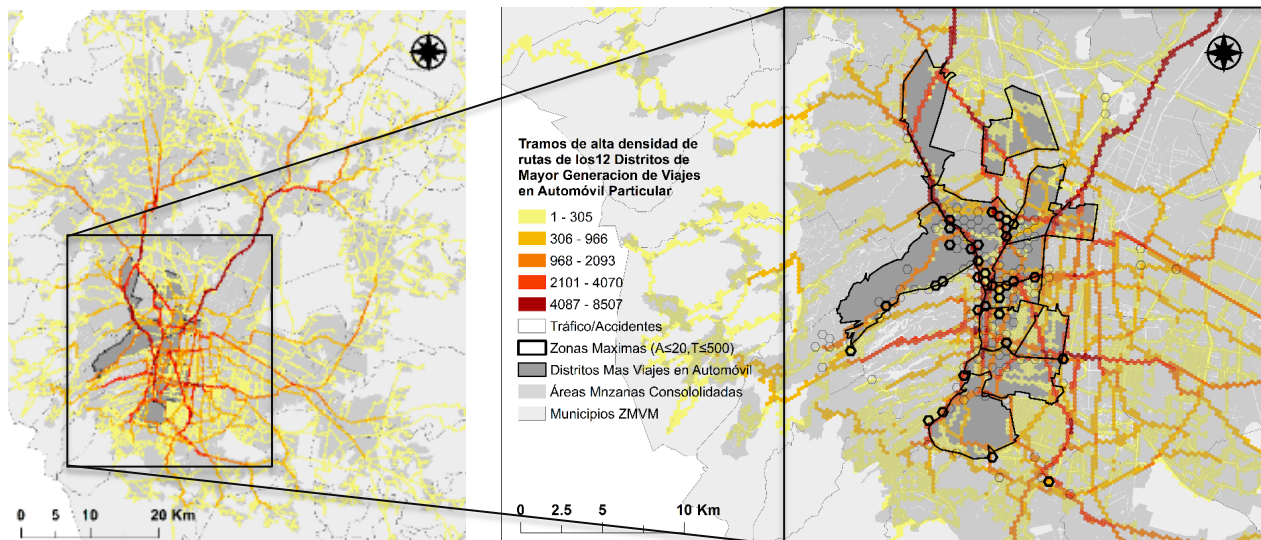 0 5 10 20 Km
Tramos de alta densidad de
rutas de los12 Distritos de
Mayor Generacion de Viajes
en Automóvil Particular
1 - 305
306 - 966
968 - 2093
2101 - 4070
4087 - 8507
Tráfico/Accidentes
Zonas Maximas (A≤20,T≤500)
Distritos Mas Viajes en Automóvil
Áreas Mnzanas Consololidadas
Municipios ZMVM
0 2.5 5 10 Km